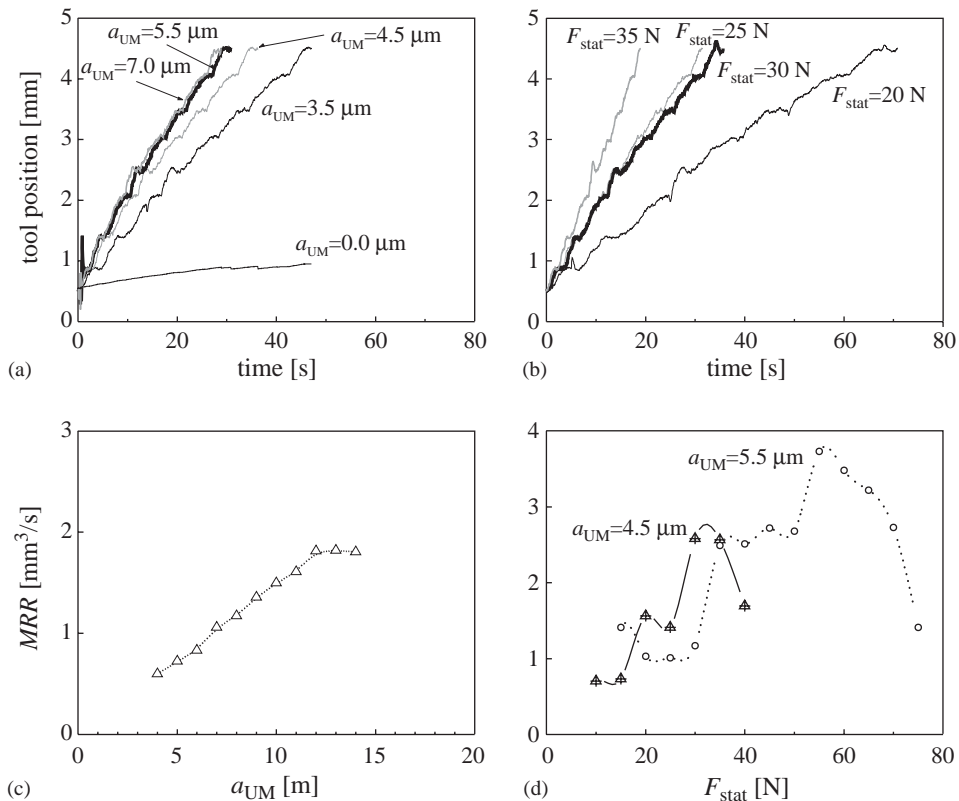 a_UM=5.5 μm
a_UM=7.0 μm
a_UM=4.5 μm
a_UM=3.5 μm
a_UM=0.0 μm
tool position [mm]
5
4
3
2
1
0
0 20 40 60 80
(a) time [s]
F_stat=35 N
F_stat=25 N
F_stat=30 N
F_stat=20 N
5
4
3
2
1
0
0 20 40 60 80
(b) time [s]
MRR [mm³/s]
3
2
1
0
0 5 10 15 20
(c) a_UM [m]
a_UM=5.5 μm
a_UM=4.5 μm
4
3
2
1
0
0 20 40 60 80
(d) F_stat [N]